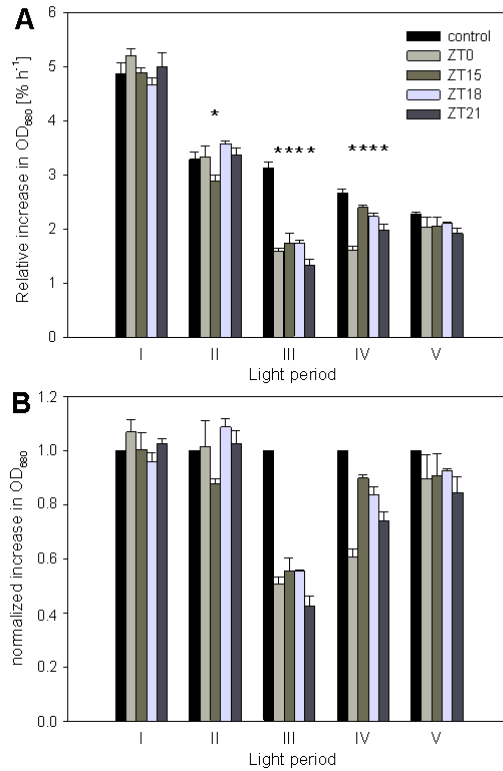 A
Relative increase in OD₆₈₀ [% h⁻¹]
6
5
4
3
2
1
0
control
ZT0
ZT15
ZT18
ZT21
*
****
****
I II III IV V
Light period
B
normalized increase in OD₆₈₀
1.2
1.0
0.8
0.6
0.4
0.2
0.0
I II III IV V
Light period